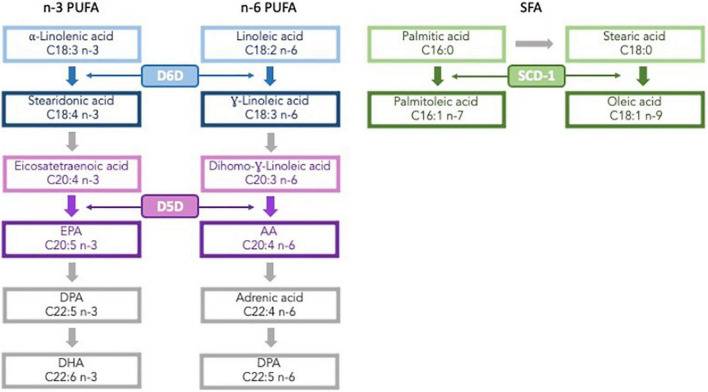 n-3 PUFA
n-6 PUFA
SFA
α-Linolenic acid
C18:3 n-3
Linoleic acid
C18:2 n-6
Palmitic acid
C16:0
Stearic acid
C18:0
D6D
SCD-1
Stearidonic acid
C18:4 n-3
Ɣ-Linoleic acid
C18:3 n-6
Palmitoleic acid
C16:1 n-7
Oleic acid
C18:1 n-9
Eicosatetraenoic acid
C20:4 n-3
Dihomo-Ɣ-Linoleic acid
C20:3 n-6
D5D
EPA
C20:5 n-3
AA
C20:4 n-6
DPA
C22:5 n-3
Adrenic acid
C22:4 n-6
DHA
C22:6 n-3
DPA
C22:5 n-6